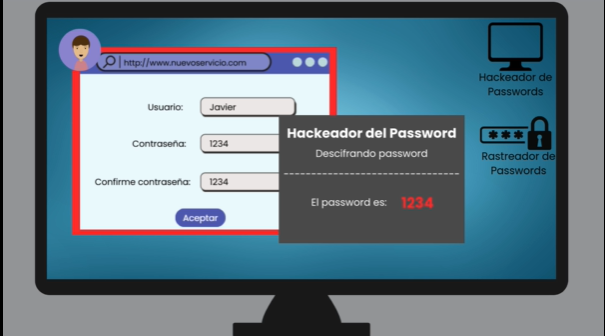 http://www.nuevoservicio.com
Usuario: Javier
Contraseña: 1234
Confirme contraseña: 1234
Aceptar
Hackeador del Password
Descifrando password
El password es: 1234
Hackeador de
Passwords
***
Rastreador de
Passwords